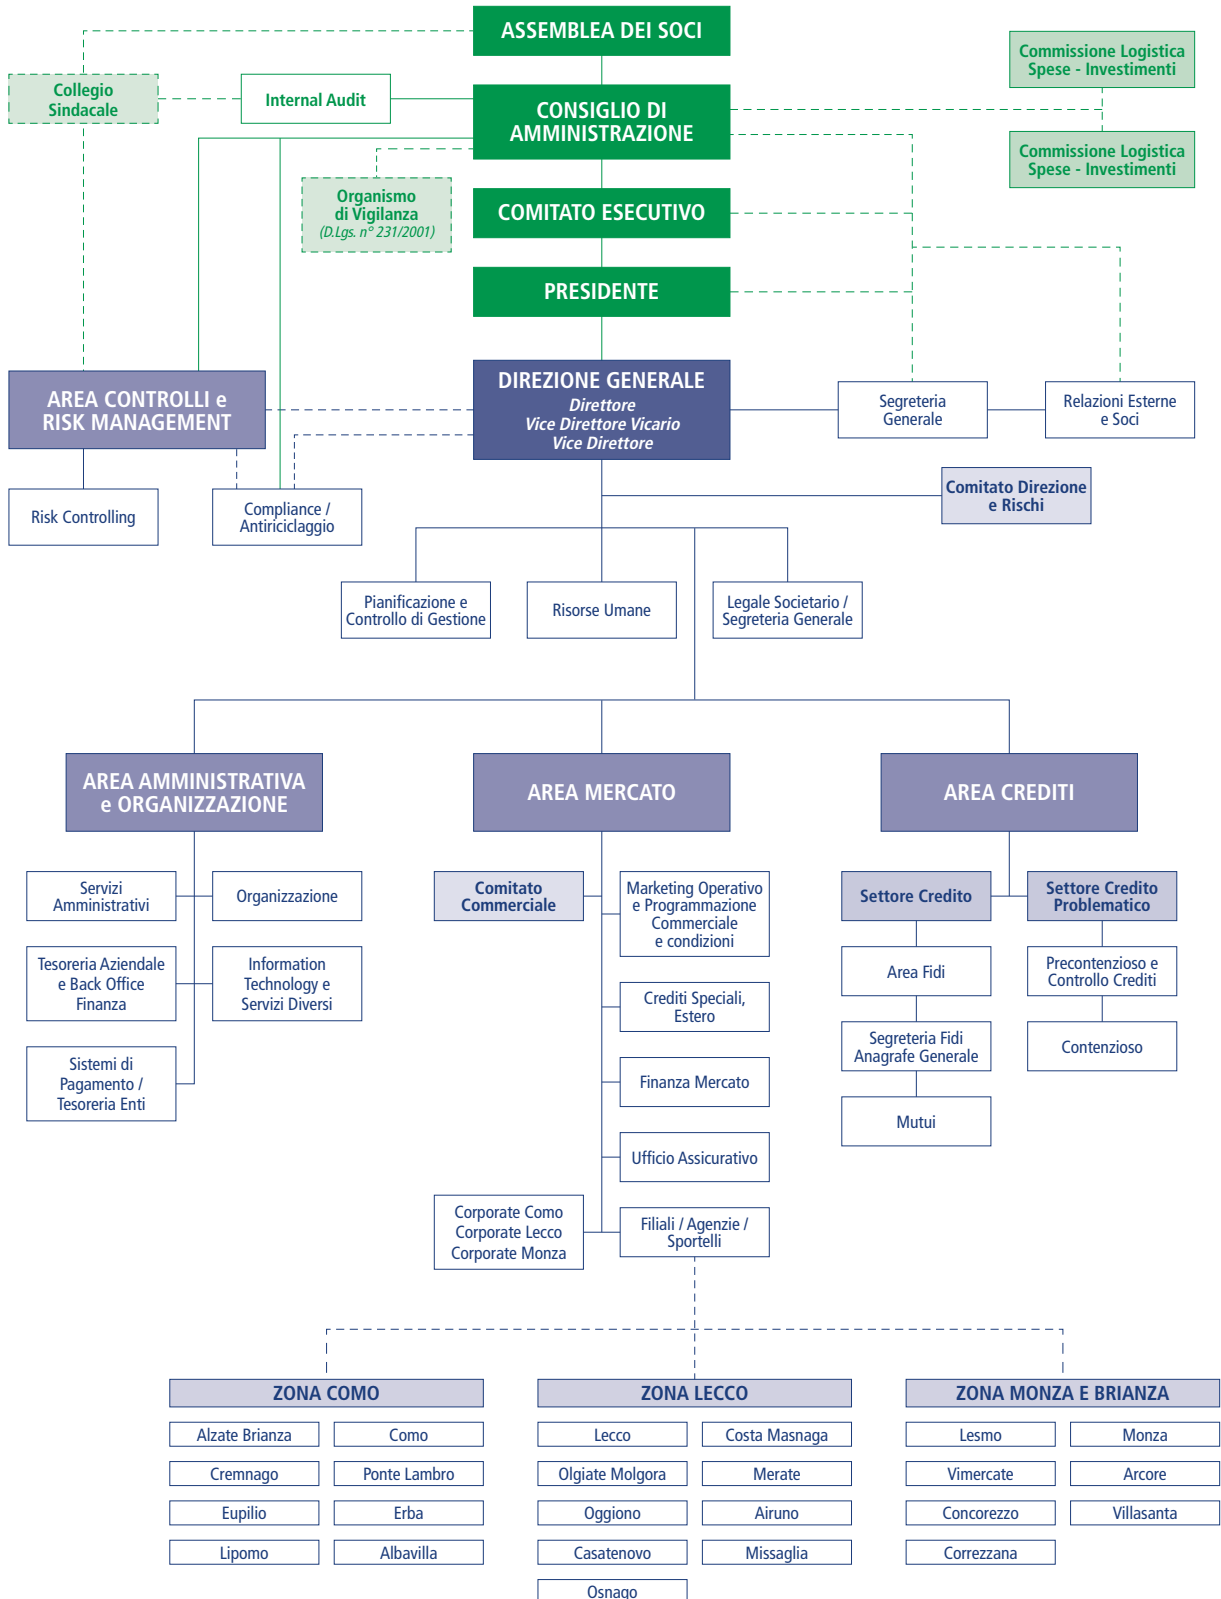 ASSEMBLEA DEI SOCI
Commissione Logistica
Spese - Investimenti
Collegio
Sindacale
Internal Audit
CONSIGLIO DI
AMMINISTRAZIONE
Commissione Logistica
Spese - Investimenti
Organismo
di Vigilanza
(D.Lgs. n° 231/2001)
COMITATO ESECUTIVO
PRESIDENTE
AREA CONTROLLI e
RISK MANAGEMENT
DIREZIONE GENERALE
Direttore
Vice Direttore Vicario
Vice Direttore
Segreteria
Generale
Relazioni Esterne
e Soci
Risk Controlling
Compliance /
Antiriciclaggio
Comitato Direzione
e Rischi
Pianificazione e
Controllo di Gestione
Risorse Umane
Legale Societario /
Segreteria Generale
AREA AMMINISTRATIVA
e ORGANIZZAZIONE
AREA MERCATO
AREA CREDITI
Servizi
Amministrativi
Organizzazione
Tesoreria Aziendale
e Back Office
Finanza
Information
Technology e
Servizi Diversi
Sistemi di
Pagamento /
Tesoreria Enti
Comitato
Commerciale
Marketing Operativo
e Programmazione
Commerciale
e condizioni
Crediti Speciali,
Estero
Finanza Mercato
Ufficio Assicurativo
Corporate Como
Corporate Lecco
Corporate Monza
Filiali / Agenzie /
Sportelli
Settore Credito
Settore Credito
Problematico
Area Fidi
Precontenzioso e
Controllo Crediti
Segreteria Fidi
Anagrafe Generale
Contenzioso
Mutui
ZONA COMO
Alzate Brianza
Como
Cremnago
Ponte Lambro
Eupilio
Erba
Lipomo
Albavilla
ZONA LECCO
Lecco
Costa Masnaga
Olgiate Molgora
Merate
Oggiono
Airuno
Casatenovo
Missaglia
Osnago
ZONA MONZA E BRIANZA
Lesmo
Monza
Vimercate
Arcore
Concorezzo
Villasanta
Correzzana